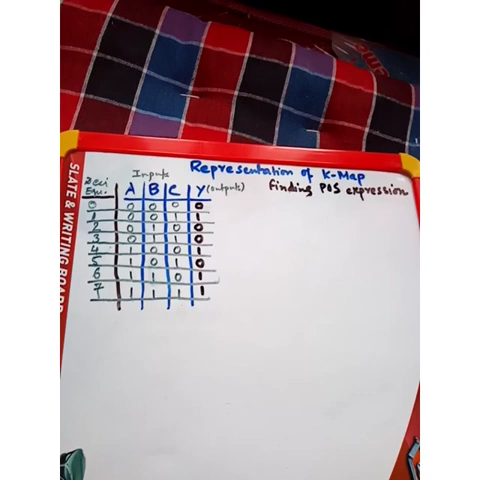 Representation of K-Map
Finding POS expression
Inputs
Deci
Equ. A B C Y (outputs)
0 0 0 0 0
1 0 0 1 1
2 0 1 0 0
3 0 1 1 1
4 1 0 0 1
5 1 0 1 0
6 1 1 0 1
7 1 1 1 1
SLATE & WRITING BOARD